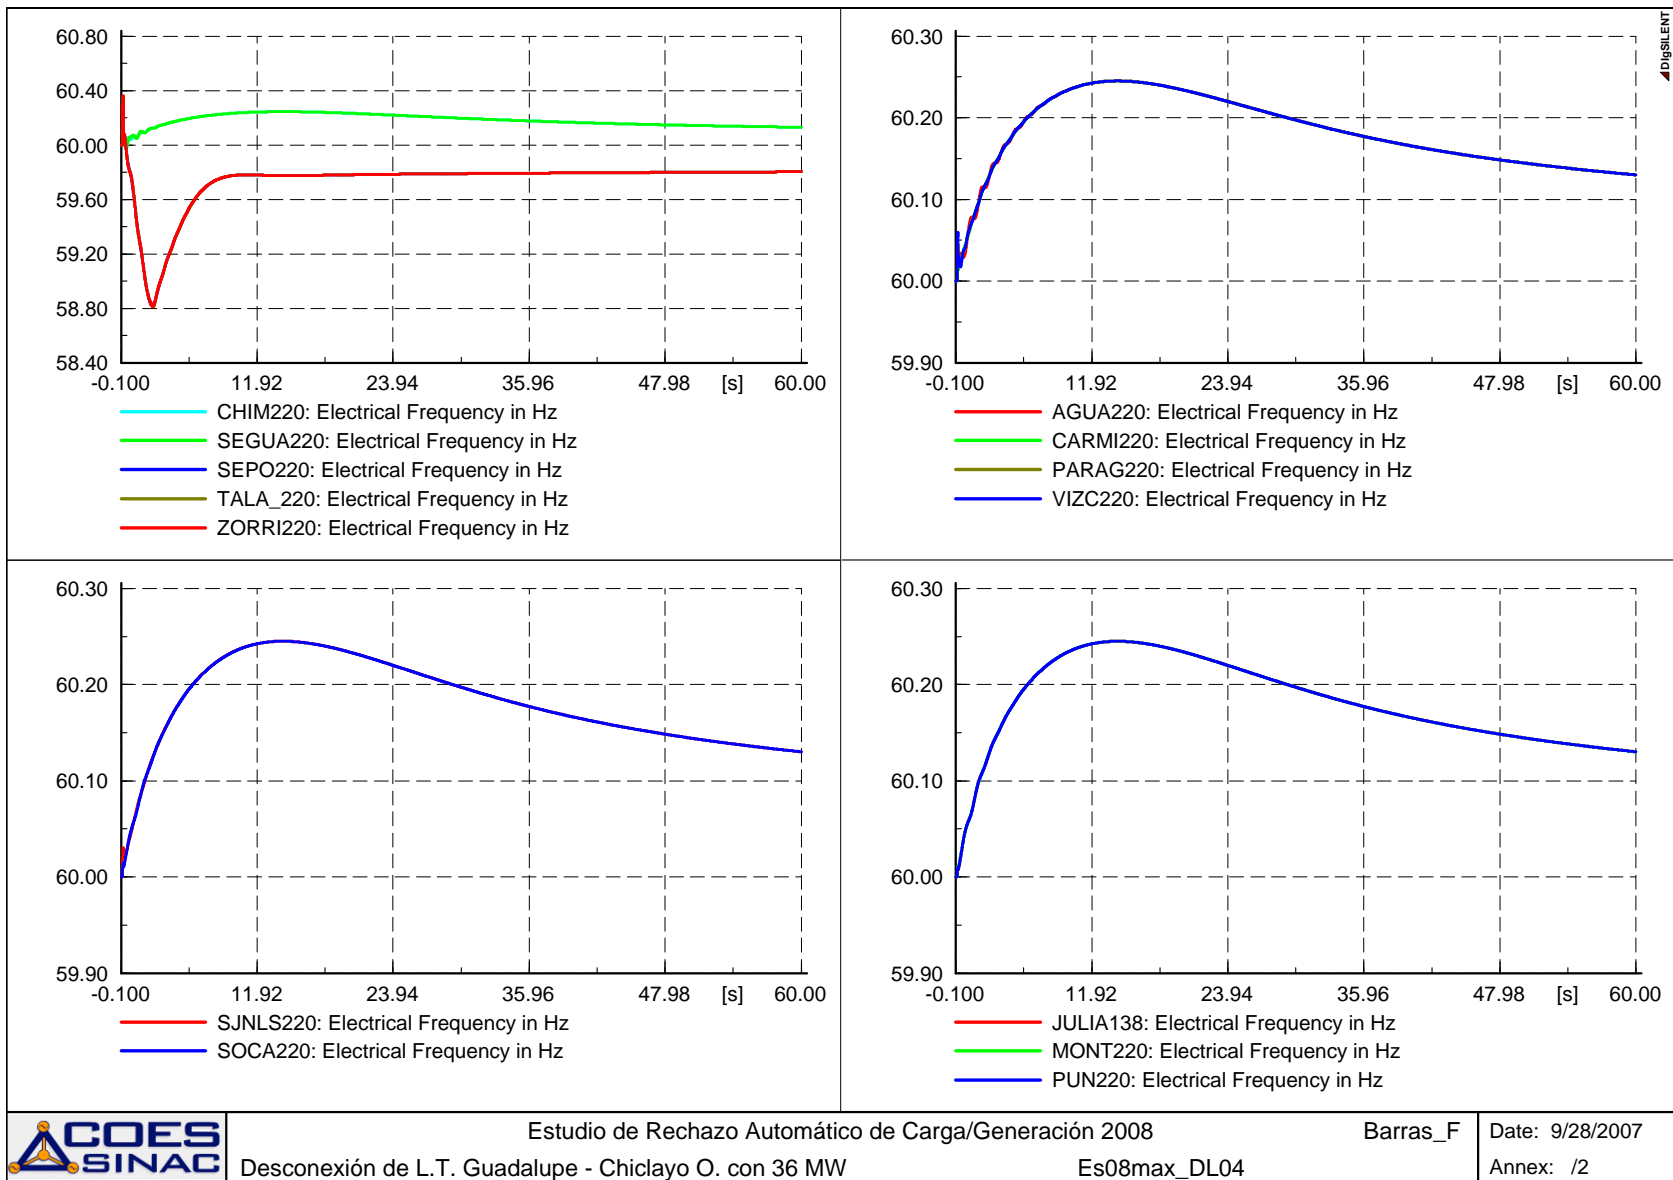 DIgSILENT
60.80
60.40
60.00
59.60
59.20
58.80
58.40
-0.100 11.92 23.94 35.96 47.98 [s] 60.00
CHIM220: Electrical Frequency in Hz
SEGUA220: Electrical Frequency in Hz
SEPO220: Electrical Frequency in Hz
TALA_220: Electrical Frequency in Hz
ZORRI220: Electrical Frequency in Hz
60.30
60.20
60.10
60.00
59.90
-0.100 11.92 23.94 35.96 47.98 [s] 60.00
AGUA220: Electrical Frequency in Hz
CARMI220: Electrical Frequency in Hz
PARAG220: Electrical Frequency in Hz
VIZC220: Electrical Frequency in Hz
60.30
60.20
60.10
60.00
59.90
-0.100 11.92 23.94 35.96 47.98 [s] 60.00
SJNLS220: Electrical Frequency in Hz
SOCA220: Electrical Frequency in Hz
60.30
60.20
60.10
60.00
59.90
-0.100 11.92 23.94 35.96 47.98 [s] 60.00
JULIA138: Electrical Frequency in Hz
MONT220: Electrical Frequency in Hz
PUN220: Electrical Frequency in Hz
COES
SINAC
Estudio de Rechazo Automático de Carga/Generación 2008 Barras_F
Desconexión de L.T. Guadalupe - Chiclayo O. con 36 MW Es08max_DL04
Date: 9/28/2007
Annex: /2